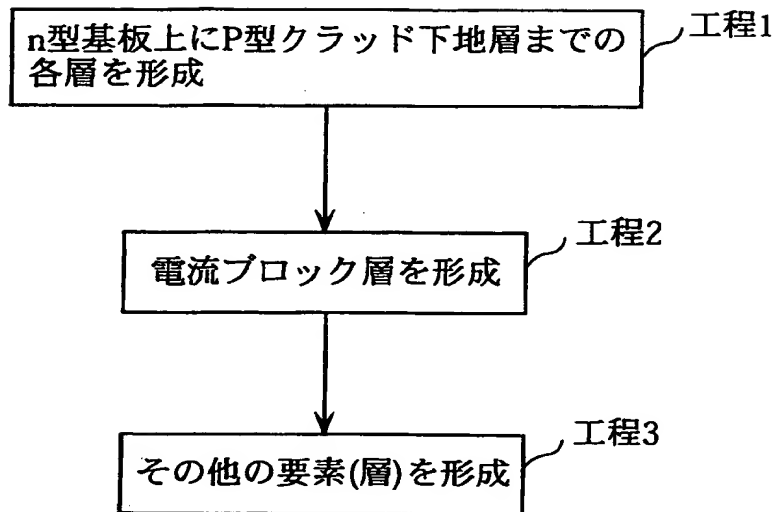 n型基板上にP型クラッド下地層までの
各層を形成
工程1
電流ブロック層を形成
工程2
その他の要素(層)を形成
工程3